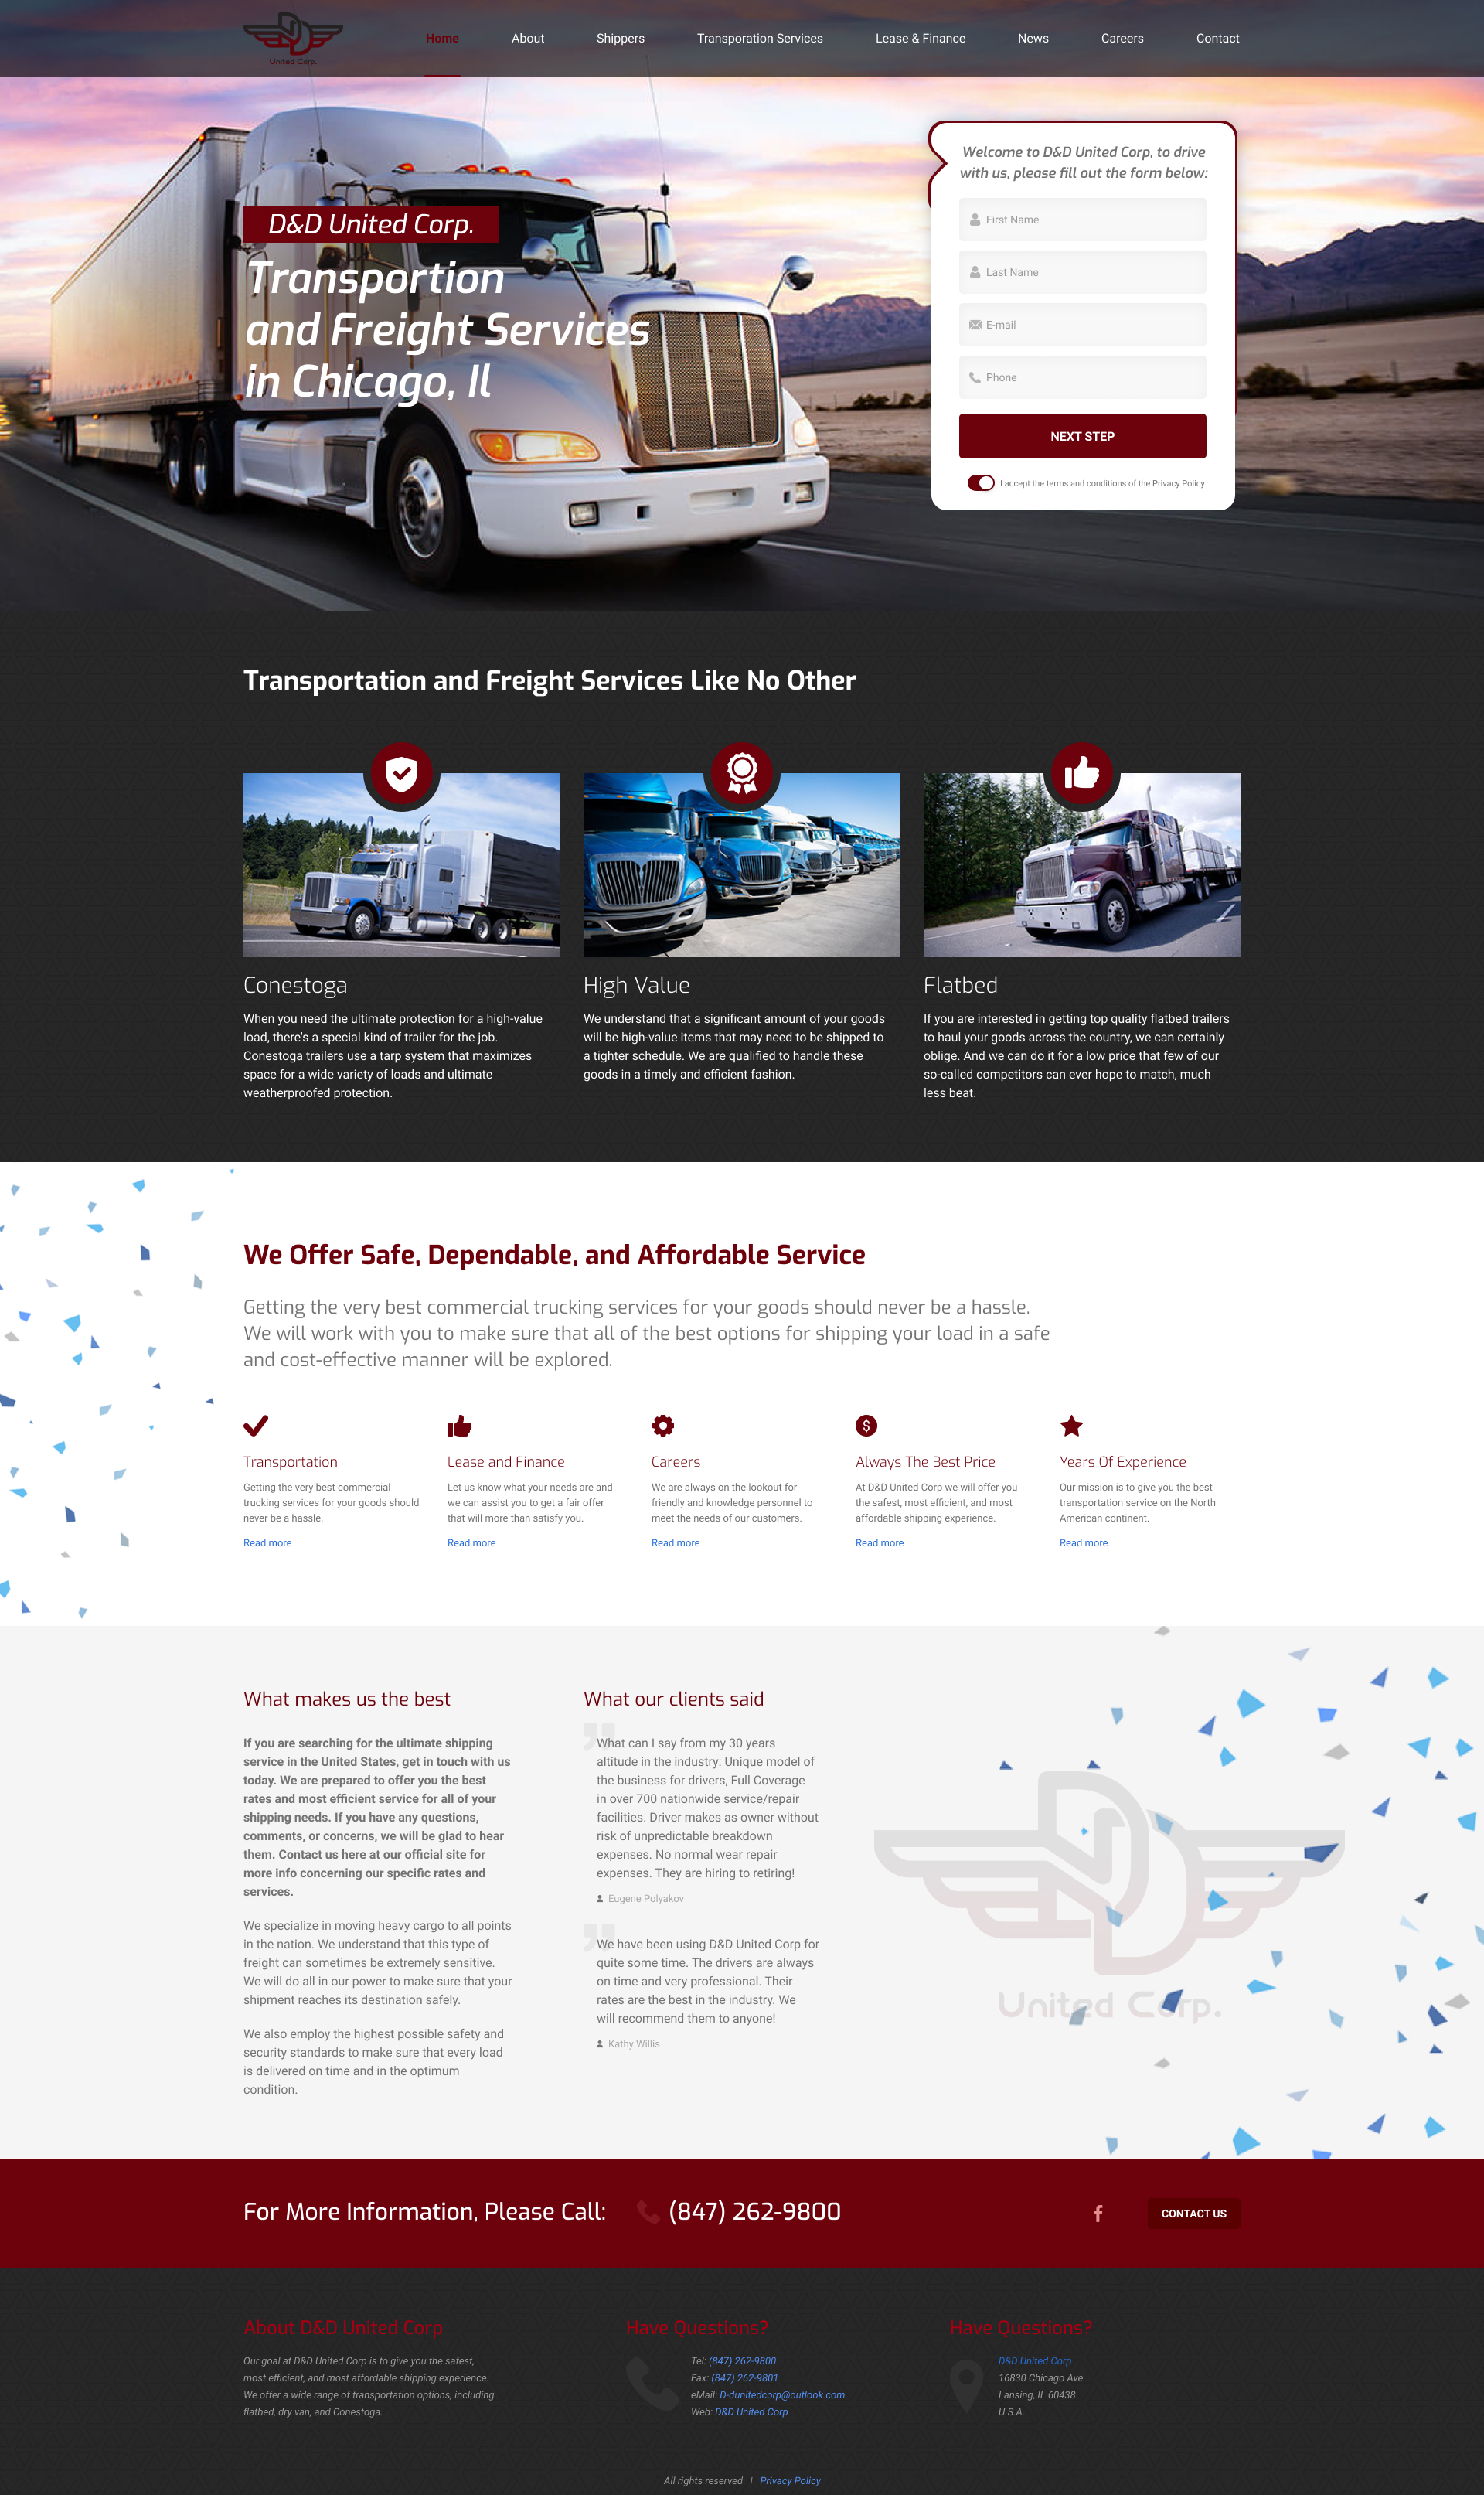 United Corp.
Home About Shippers Transporation Services Lease & Finance News Careers Contact
Welcome to D&D United Corp, to drive
with us, please fill out the form below:
First Name
Last Name
E-mail
Phone
NEXT STEP
I accept the terms and conditions of the Privacy Policy
D&D United Corp.
Transportion
and Freight Services
in Chicago, Il
Transportation and Freight Services Like No Other
Conestoga
When you need the ultimate protection for a high-value
load, there's a special kind of trailer for the job.
Conestoga trailers use a tarp system that maximizes
space for a wide variety of loads and ultimate
weatherproofed protection.
High Value
We understand that a significant amount of your goods
will be high-value items that may need to be shipped to
a tighter schedule. We are qualified to handle these
goods in a timely and efficient fashion.
Flatbed
If you are interested in getting top quality flatbed trailers
to haul your goods across the country, we can certainly
oblige. And we can do it for a low price that few of our
so-called competitors can ever hope to match, much
less beat.
We Offer Safe, Dependable, and Affordable Service
Getting the very best commercial trucking services for your goods should never be a hassle.
We will work with you to make sure that all of the best options for shipping your load in a safe
and cost-effective manner will be explored.
Transportation
Getting the very best commercial
trucking services for your goods should
never be a hassle.
Read more
Lease and Finance
Let us know what your needs are and
we can assist you to get a fair offer
that will more than satisfy you.
Read more
Careers
We are always on the lookout for
friendly and knowledge personnel to
meet the needs of our customers.
Read more
Always The Best Price
At D&D United Corp we will offer you
the safest, most efficient, and most
affordable shipping experience.
Read more
Years Of Experience
Our mission is to give you the best
transportation service on the North
American continent.
Read more
What makes us the best
If you are searching for the ultimate shipping
service in the United States, get in touch with us
today. We are prepared to offer you the best
rates and most efficient service for all of your
shipping needs. If you have any questions,
comments, or concerns, we will be glad to hear
them. Contact us here at our official site for
more info concerning our specific rates and
services.
We specialize in moving heavy cargo to all points
in the nation. We understand that this type of
freight can sometimes be extremely sensitive.
We will do all in our power to make sure that your
shipment reaches its destination safely.
We also employ the highest possible safety and
security standards to make sure that every load
is delivered on time and in the optimum
condition.
What our clients said
What can I say from my 30 years
altitude in the industry: Unique model of
the business for drivers, Full Coverage
in over 700 nationwide service/repair
facilities. Driver makes as owner without
risk of unpredictable breakdown
expenses. No normal wear repair
expenses. They are hiring to retiring!
Eugene Polyakov
We have been using D&D United Corp for
quite some time. The drivers are always
on time and very professional. Their
rates are the best in the industry. We
will recommend them to anyone!
Kathy Willis
United Corp.
For More Information, Please Call: (847) 262-9800
CONTACT US
About D&D United Corp
Our goal at D&D United Corp is to give you the safest,
most efficient, and most affordable shipping experience.
We offer a wide range of transportation options, including
flatbed, dry van, and Conestoga.
Have Questions?
Tel: (847) 262-9800
Fax: (847) 262-9801
eMail: D-dunitedcorp@outlook.com
Web: D&D United Corp
Have Questions?
D&D United Corp
16830 Chicago Ave
Lansing, IL 60438
U.S.A.
All rights reserved | Privacy Policy